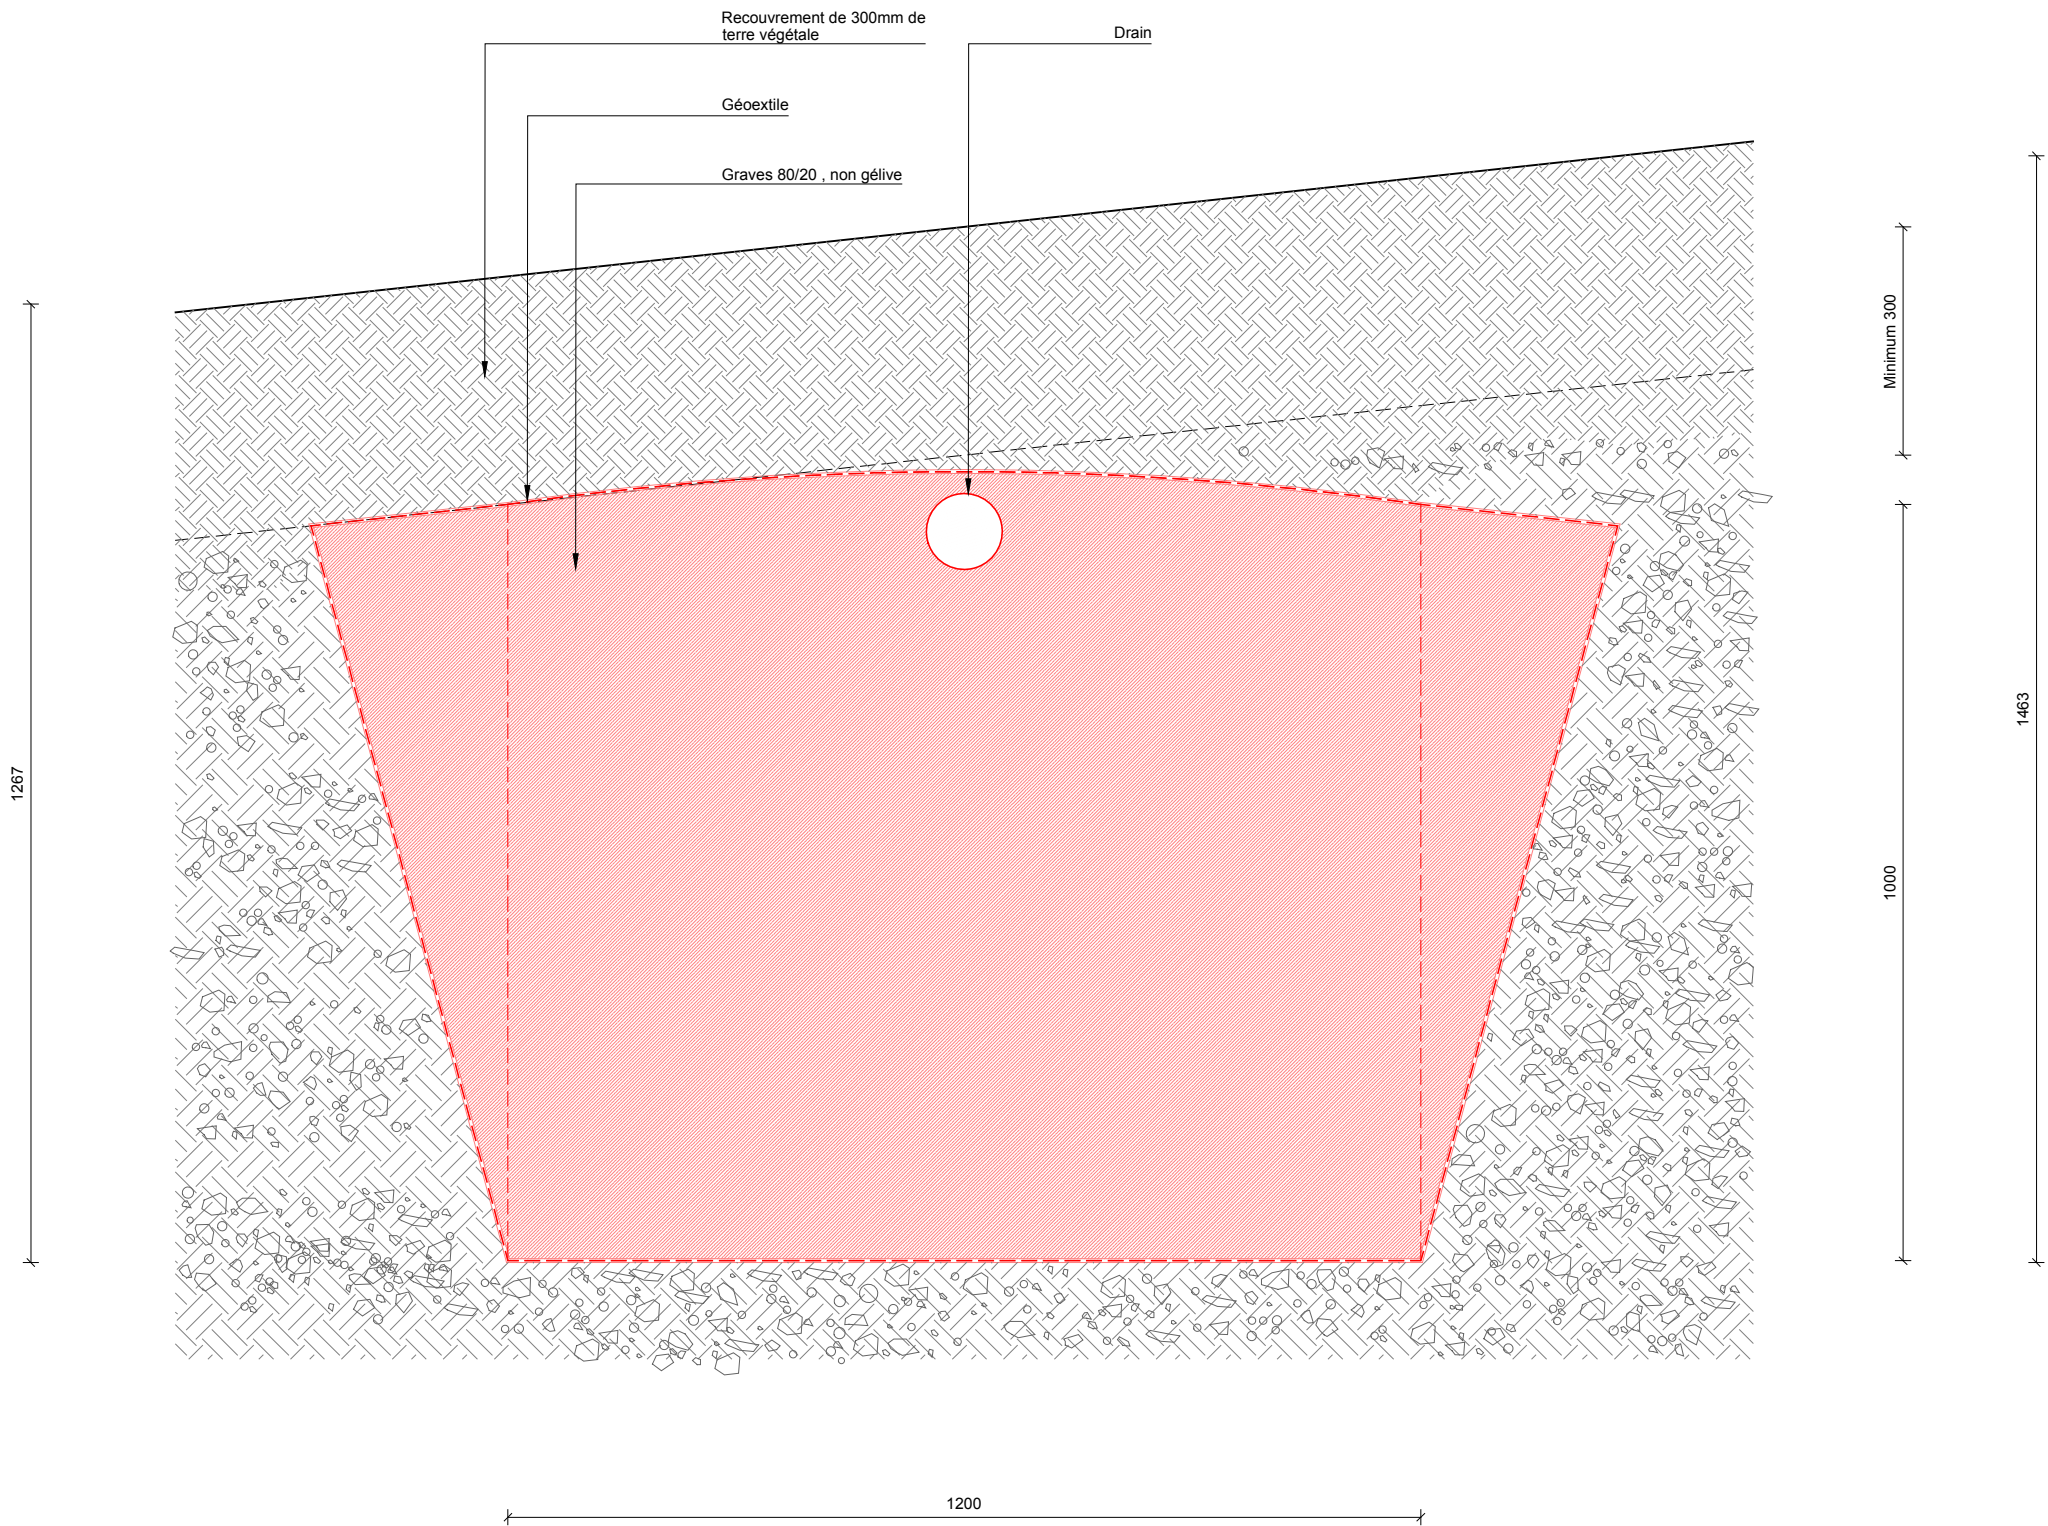 Recouvrement de 300mm de
terre végétale
Drain
Géoextile
Graves 80/20 , non gélive
Minimum 300
1463
1267
1000
1200